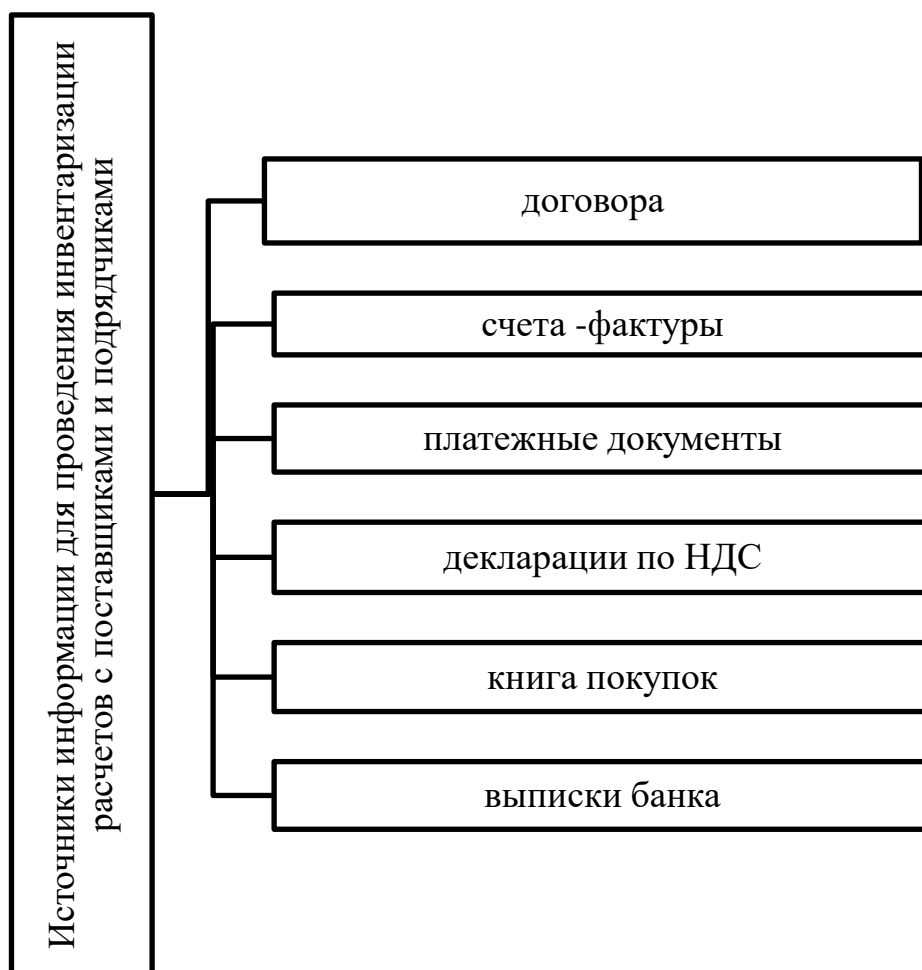 Источники информации для проведения инвентаризации
расчетов с поставщиками и подрядчиками
договора
счета -фактуры
платежные документы
декларации по НДС
книга покупок
выписки банка